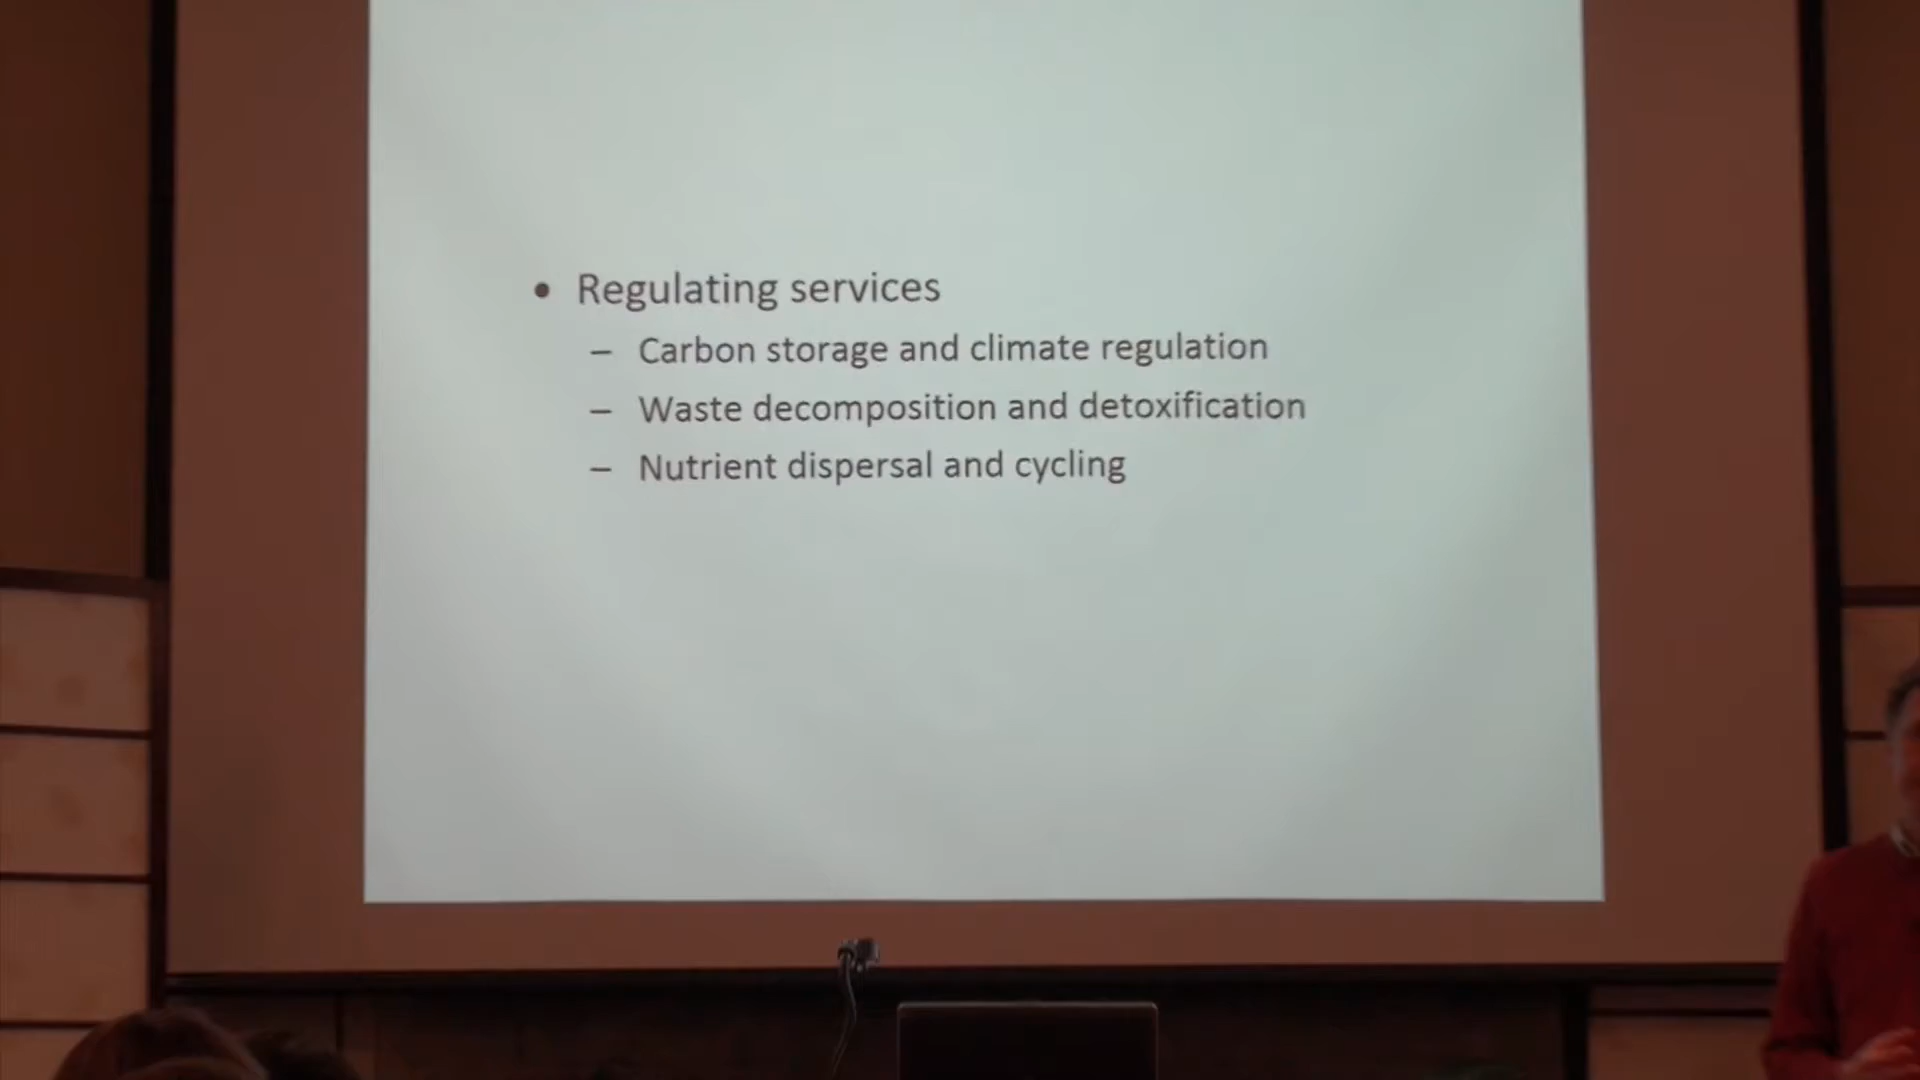 • Regulating services
– Carbon storage and climate regulation
– Waste decomposition and detoxification
– Nutrient dispersal and cycling